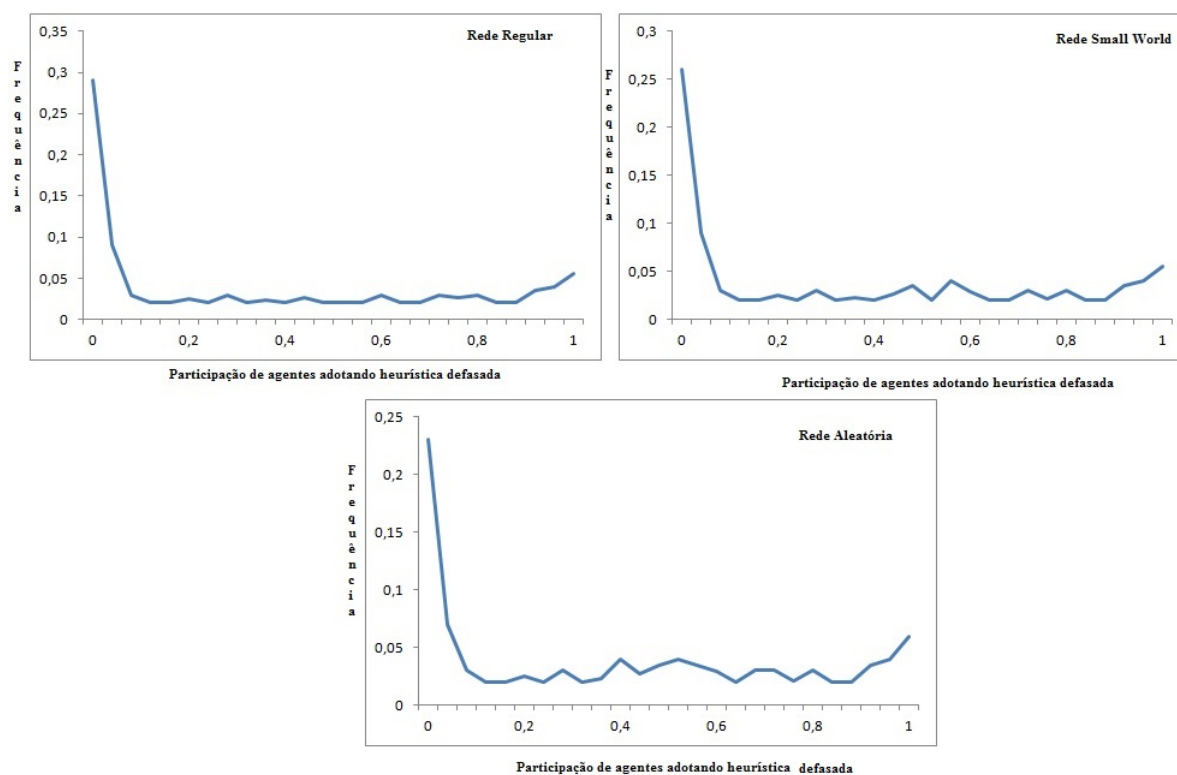 Rede Regular
Frequência
0,35
0,3
0,25
0,2
0,15
0,1
0,05
0
0 0,2 0,4 0,6 0,8 1
Participação de agentes adotando heurística defasada
Rede Small World
Frequência
0,3
0,25
0,2
0,15
0,1
0,05
0
0 0,2 0,4 0,6 0,8 1
Participação de agentes adotando heurística defasada
Rede Aleatória
Frequência
0,25
0,2
0,15
0,1
0,05
0
0 0,2 0,4 0,6 0,8 1
Participação de agentes adotando heurística defasada